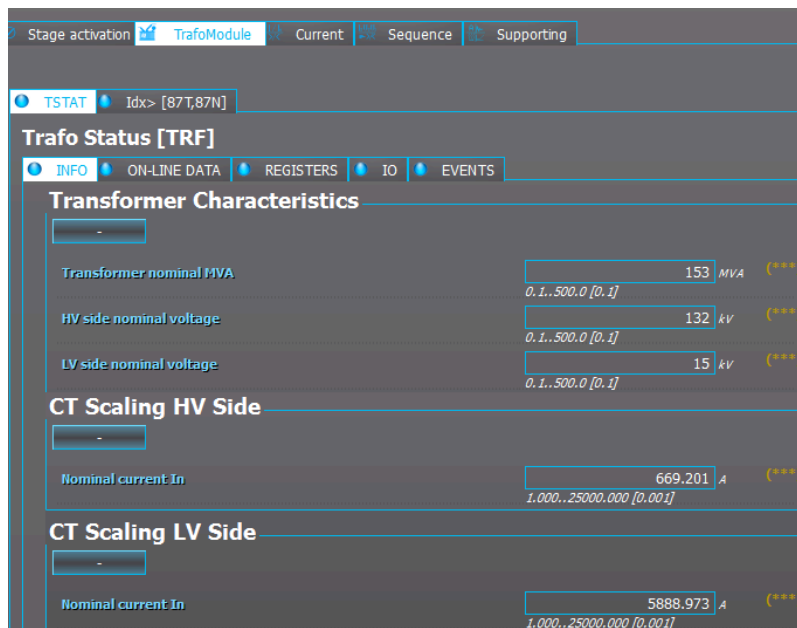 Stage activation TrafoModule Current Sequence Supporting
TSTAT Idx> [87T,87N]
Trafo Status [TRF]
INFO ON-LINE DATA REGISTERS IO EVENTS
Transformer Characteristics
-
Transformer nominal MVA 153 MVA (***
0.1..500.0 [0.1]
HV side nominal voltage 132 kV (***
0.1..500.0 [0.1]
LV side nominal voltage 15 kV (***
0.1..500.0 [0.1]
CT Scaling HV Side
-
Nominal current In 669.201 A (***
1.000..25000.000 [0.001]
CT Scaling LV Side
-
Nominal current In 5888.973 A (***
1.000..25000.000 [0.001]